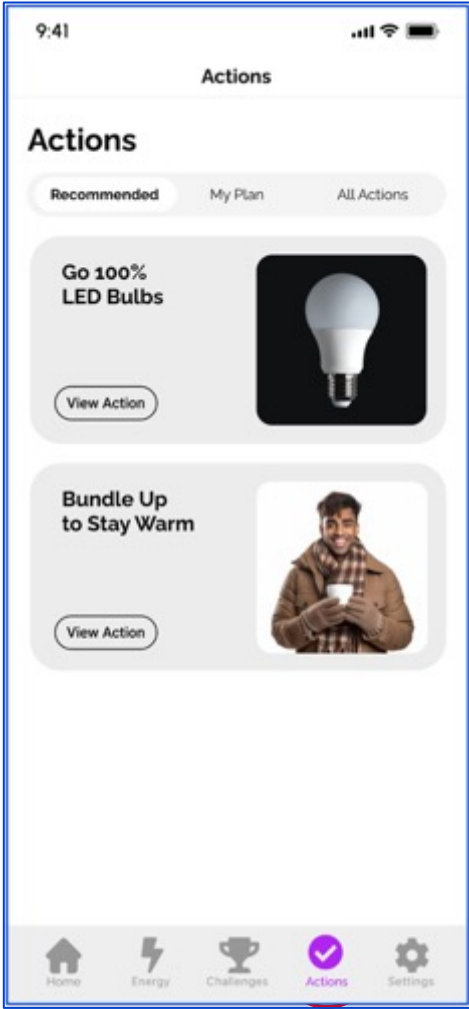 9:41
Actions
Actions
Recommended My Plan All Actions
Go 100%
LED Bulbs
View Action
Bundle Up
to Stay Warm
View Action
Home Energy Challenges Actions Settings